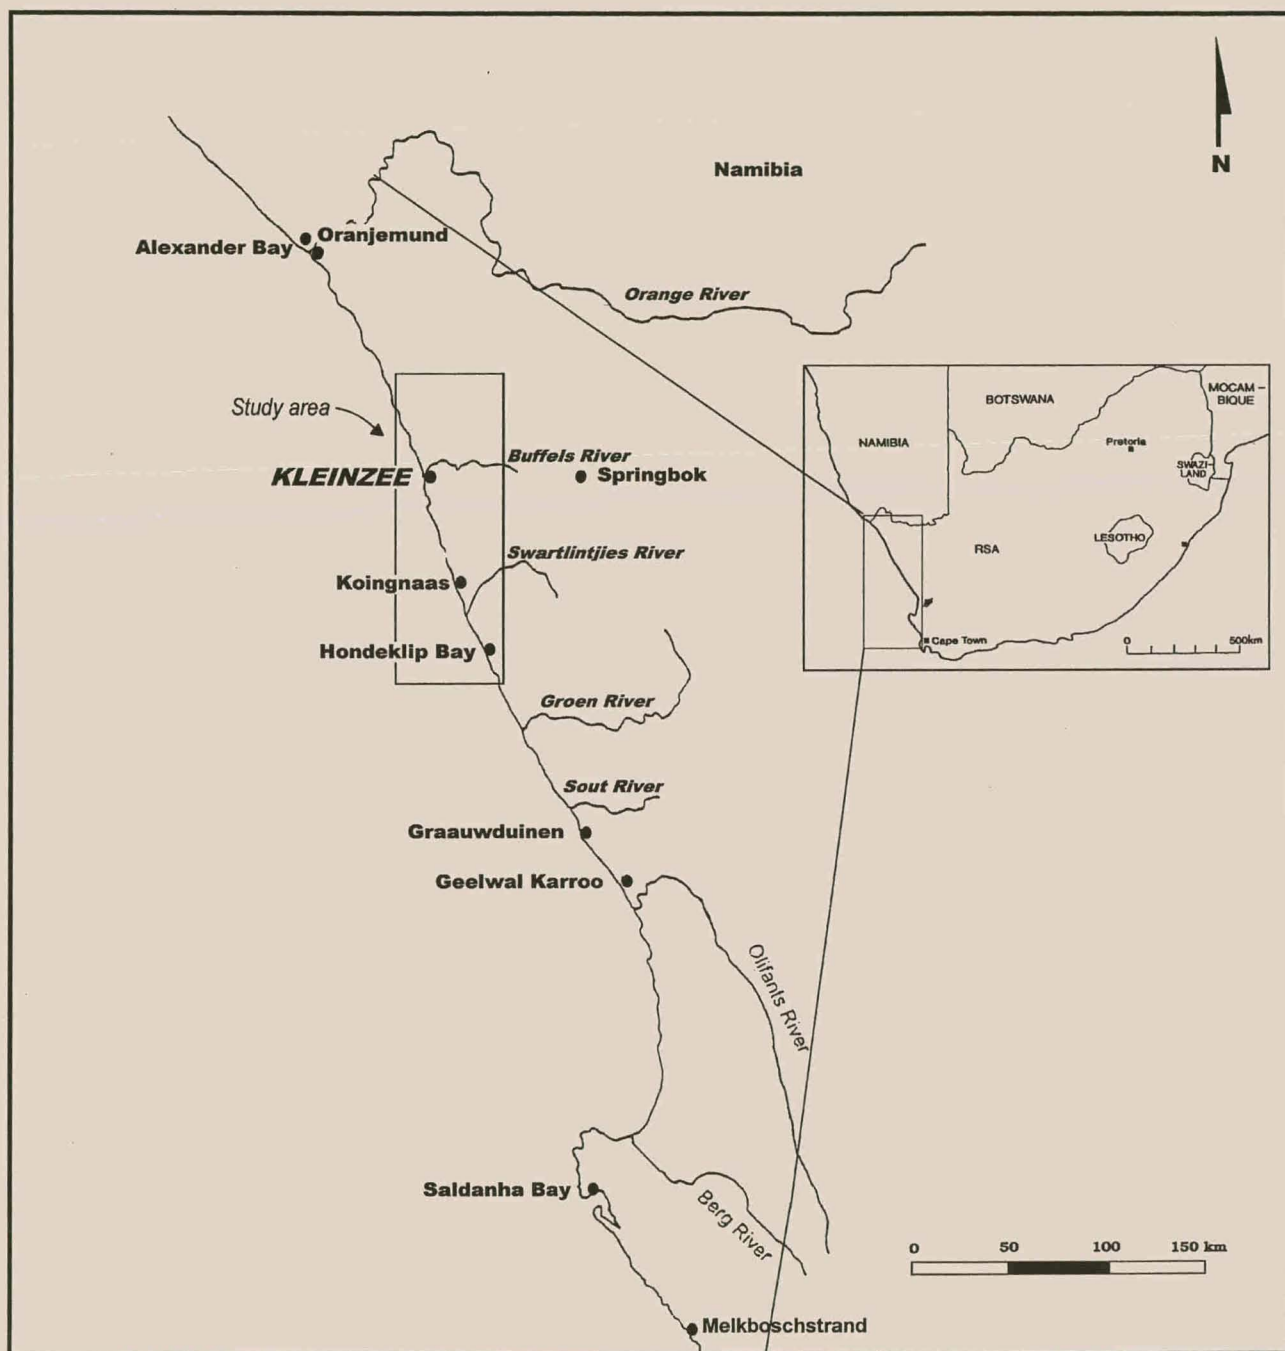 N
Namibia
Oranjemund
Alexander Bay
Orange River
Study area
Buffels River
KLEINZEE
Springbok
Swartlintjies River
Koingnaas
Hondeklip Bay
Groen River
Sout River
Graauwduinen
Geelwal Karroo
Olifants River
Saldanha Bay
Berg River
Melkboschstrand
0 50 100 150 km
MOCAM –
BIQUE
BOTSWANA
NAMIBIA
Pretoria
SWAZI-
LAND
LESOTHO
RSA
Cape Town
0 500km